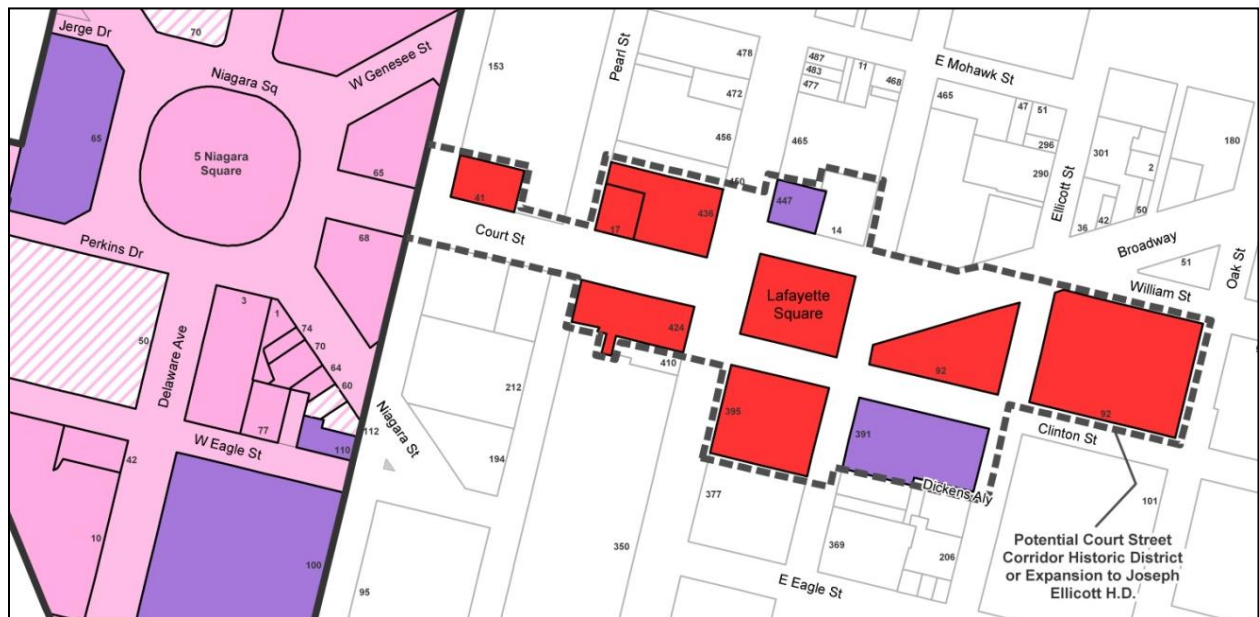 Jerge Dr
70
Niagara Sq
W Genesee St
65
5 Niagara
Square
65
Perkins Dr
68
50
3
1
74
70
64
60
Delaware Ave
77
110
112
W Eagle St
42
10
100
Niagara St
153
Pearl St
478
472
456
450
487
483
477
11
468
465
E Mohawk St
465
47
51
296
290
Ellicott St
301
2
50
42
36
180
Broadway
51
William St
Oak St
41
Court St
17
436
447
14
Lafayette
Square
424
410
395
92
92
391
Clinton St
Dickens Aly
212
194
95
350
377
369
206
101
E Eagle St
Potential Court Street
Corridor Historic District
or Expansion to Joseph
Ellicott H.D.